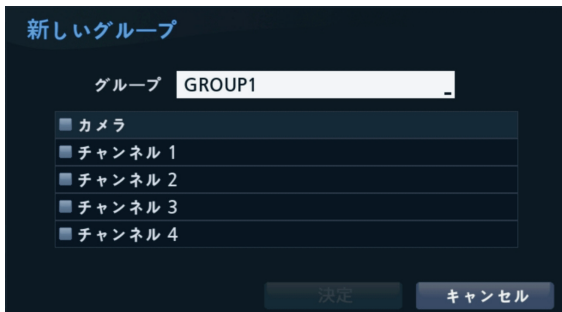 新しいグループ
グループ GROUP1
カメラ
チャンネル 1
チャンネル 2
チャンネル 3
チャンネル 4
決定 キャンセル